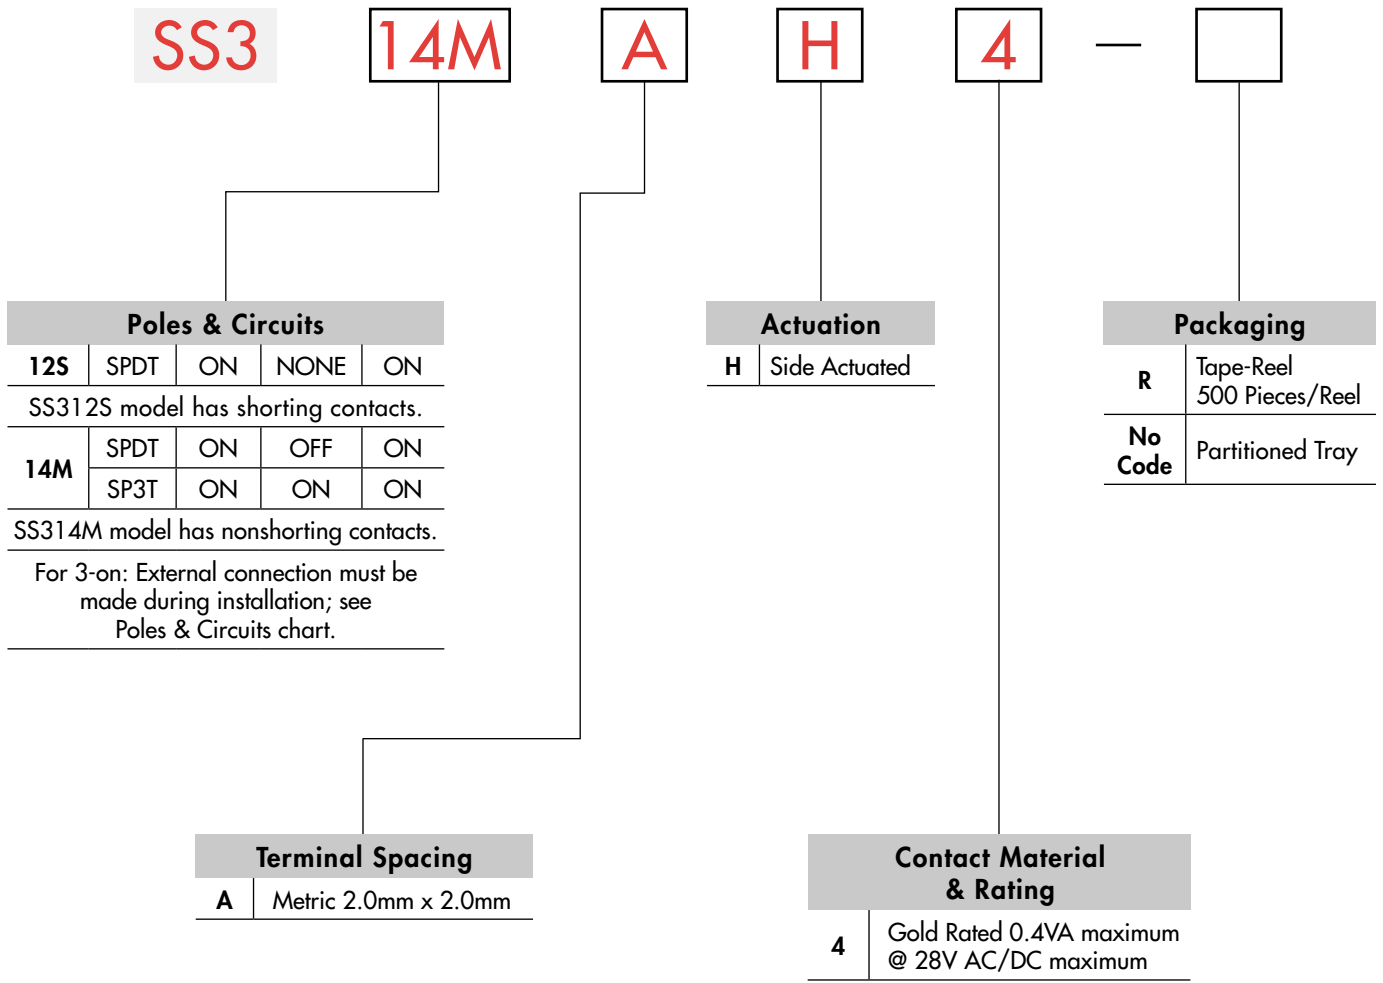 SS3 14M A H 4 —
Poles & Circuits
12S SPDT ON NONE ON
SS312S model has shorting contacts.
14M SPDT ON OFF ON
SP3T ON ON ON
SS314M model has nonshorting contacts.
For 3-on: External connection must be
made during installation; see
Poles & Circuits chart.
Actuation
H Side Actuated
Packaging
R Tape-Reel
500 Pieces/Reel
No
Code Partitioned Tray
Terminal Spacing
A Metric 2.0mm x 2.0mm
Contact Material
& Rating
4 Gold Rated 0.4VA maximum
@ 28V AC/DC maximum